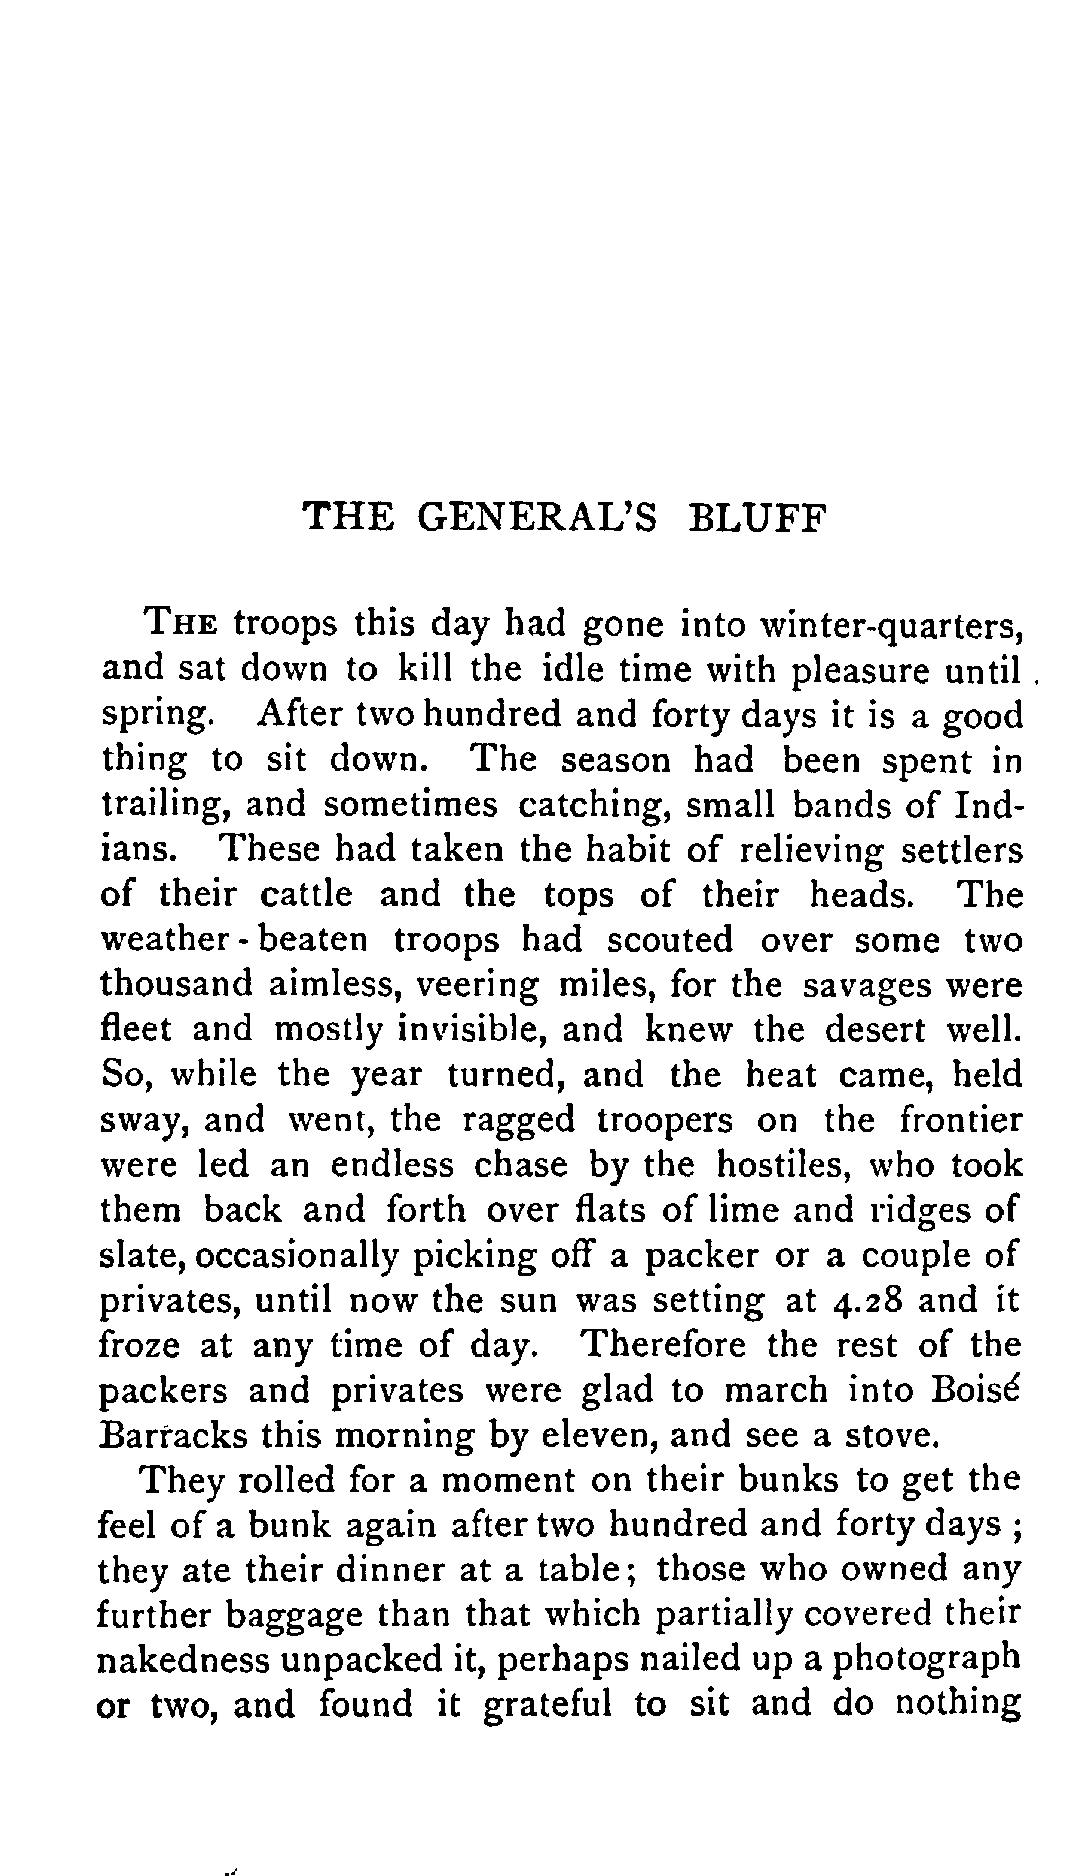 THE GENERAL'S BLUFF
THE troops this day had gone into winter-quarters,
and sat down to kill the idle time with pleasure until
spring. After two hundred and forty days it is a good
thing to sit down. The season had been spent in
trailing, and sometimes catching, small bands of Ind-
ians. These had taken the habit of relieving settlers
of their cattle and the tops of their heads. The
weather-beaten troops had scouted over some two
thousand aimless, veering miles, for the savages were
fleet and mostly invisible, and knew the desert well.
So, while the year turned, and the heat came, held
sway, and went, the ragged troopers on the frontier
were led an endless chase by the hostiles, who took
them back and forth over flats of lime and ridges of
slate, occasionally picking off a packer or a couple of
privates, until now the sun was setting at 4.28 and it
froze at any time of day. Therefore the rest of the
packers and privates were glad to march into Boisé
Barracks this morning by eleven, and see a stove.
They rolled for a moment on their bunks to get the
feel of a bunk again after two hundred and forty days;
they ate their dinner at a table; those who owned any
further baggage than that which partially covered their
nakedness unpacked it, perhaps nailed up a photograph
or two, and found it grateful to sit and do nothing